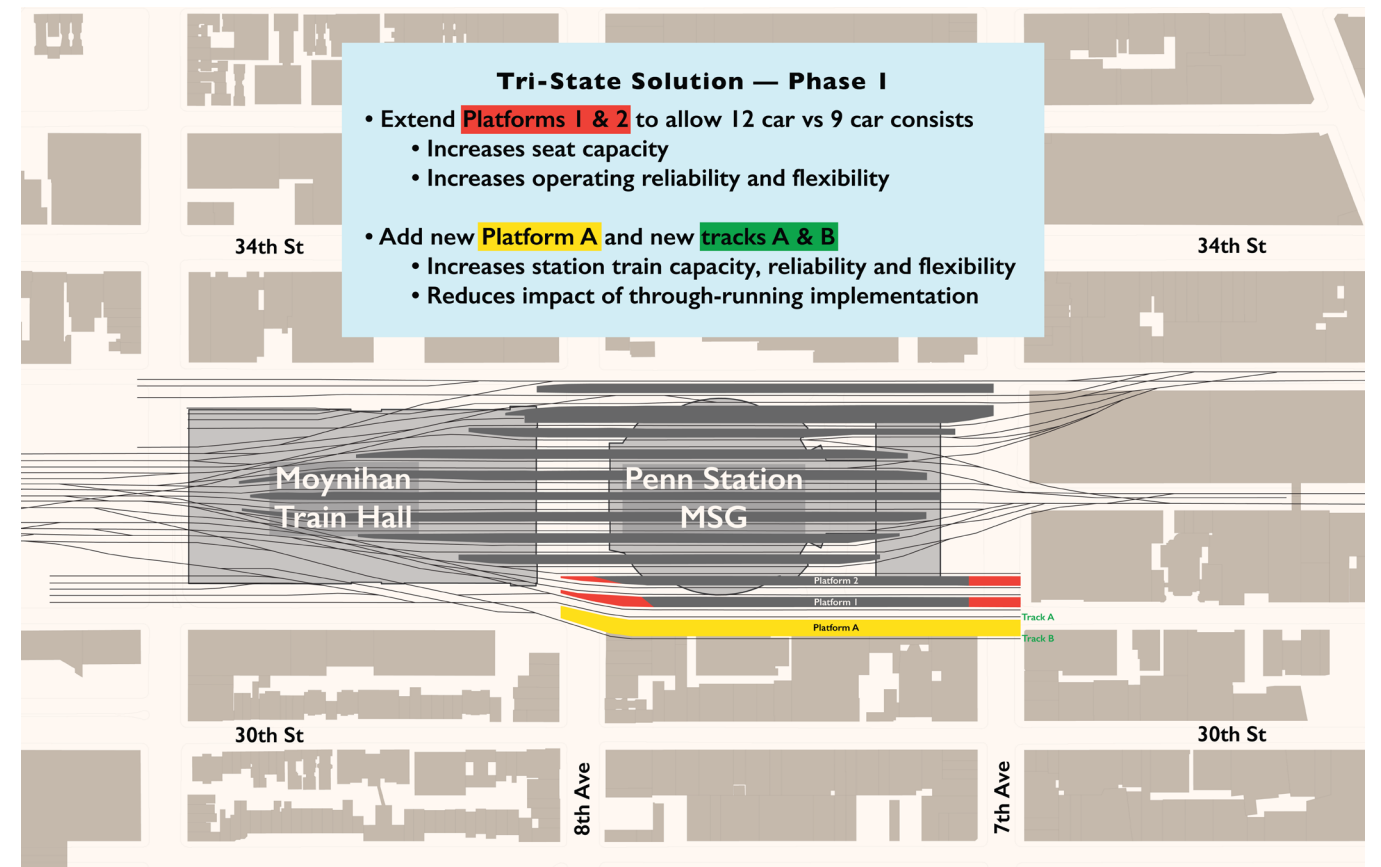 Tri-State Solution — Phase 1
• Extend Platforms 1 & 2 to allow 12 car vs 9 car consists
• Increases seat capacity
• Increases operating reliability and flexibility
• Add new Platform A and new tracks A & B
• Increases station train capacity, reliability and flexibility
• Reduces impact of through-running implementation
34th St
34th St
Moynihan
Train Hall
Penn Station
MSG
Platform 2
Platform 1
Platform A
Track A
Track B
30th St
30th St
8th Ave
7th Ave